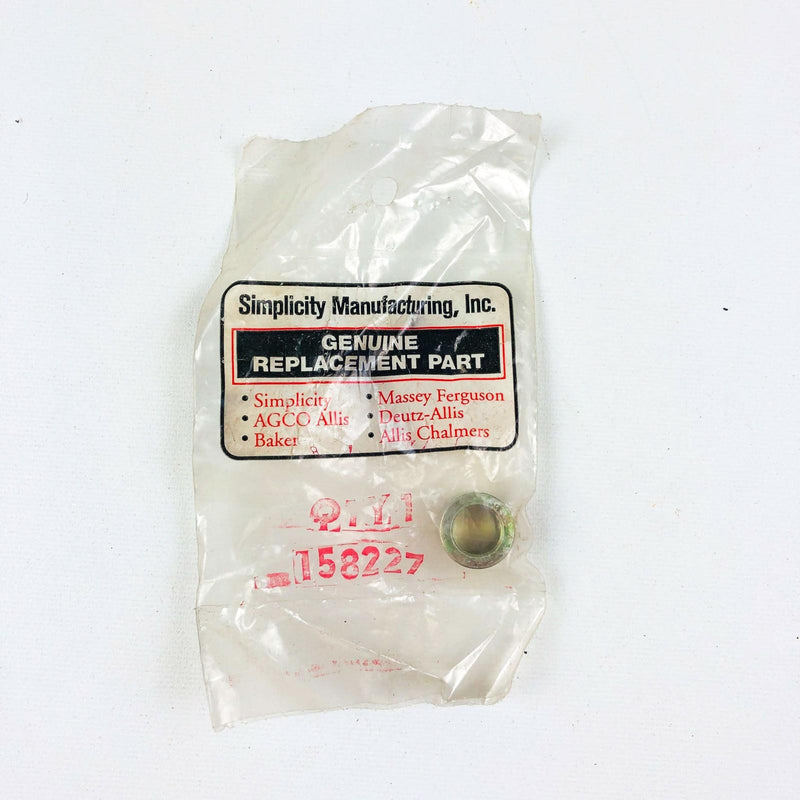 Simplicity Manufacturing, Inc.
GENUINE
REPLACEMENT PART
• Simplicity
• AGCO Allis
• Baker
• Massey Ferguson
• Deutz-Allis
• Allis Chalmers
QTY 1
158227